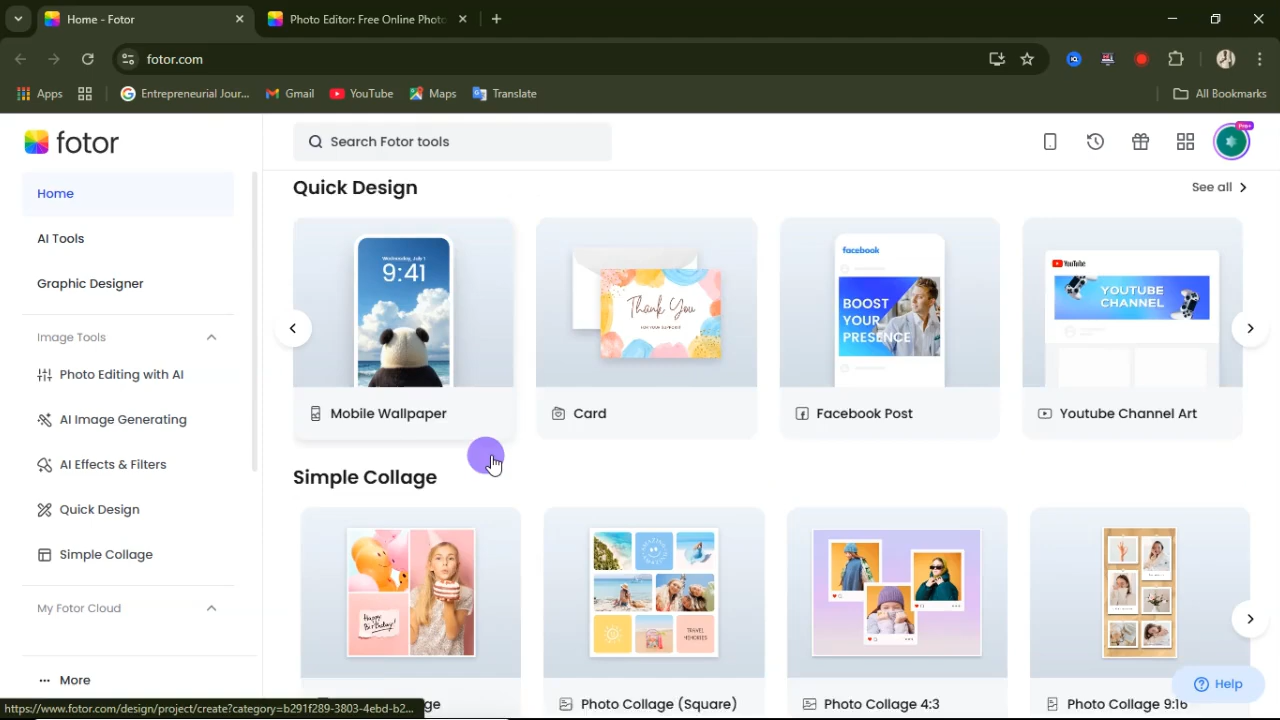 Home - Fotor
Photo Editor: Free Online Photo
fotor.com
Apps
Entrepreneurial Jour...
Gmail
YouTube
Maps
Translate
All Bookmarks
fotor
Search Fotor tools
Pro+
Home
AI Tools
Graphic Designer
Image Tools
Photo Editing with AI
AI Image Generating
AI Effects & Filters
Quick Design
Simple Collage
My Fotor Cloud
More
Quick Design
See all
Wednesday, July 1
9:41
Mobile Wallpaper
Thank You
FOR YOUR SUPPORT
Card
facebook
BOOST
YOUR
PRESENCE
Facebook Post
YouTube
YOUTUBE
CHANNEL
Youtube Channel Art
Simple Collage
Happy
Birthday!
ge
TRAVEL
MEMORIES
Photo Collage (Square)
Photo Collage 4:3
Photo Collage 9:16
Help
https://www.fotor.com/design/project/create?category=b291f289-3803-4ebd-b2...